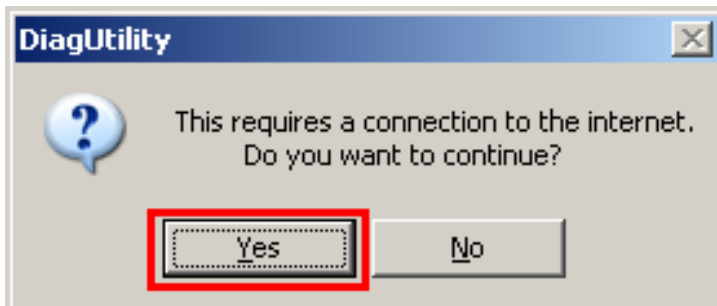 DiagUtility
This requires a connection to the internet.
Do you want to continue?
Yes
No